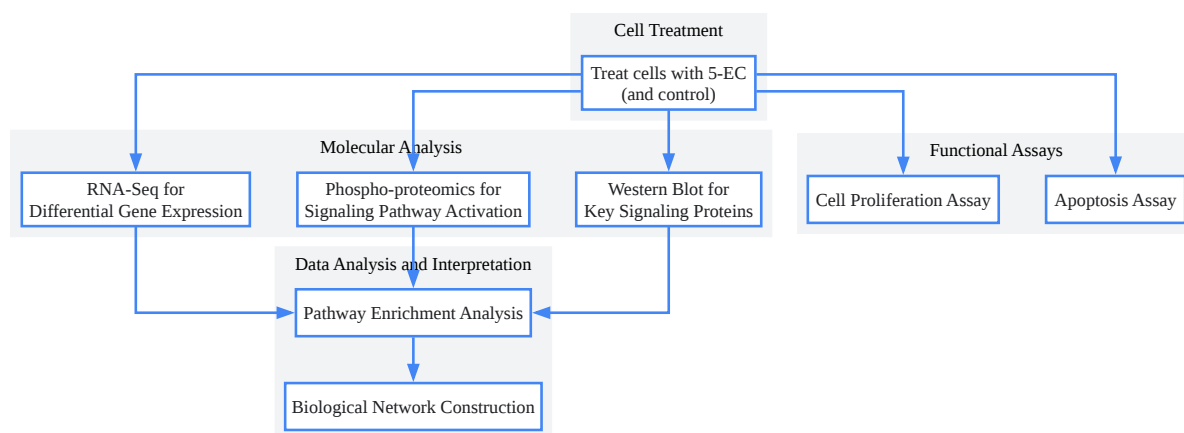 Cell Treatment
Treat cells with 5-EC
(and control)
Molecular Analysis
Functional Assays
RNA-Seq for
Differential Gene Expression
Phospho-proteomics for
Signaling Pathway Activation
Western Blot for
Key Signaling Proteins
Cell Proliferation Assay
Apoptosis Assay
Data Analysis and Interpretation
Pathway Enrichment Analysis
Biological Network Construction